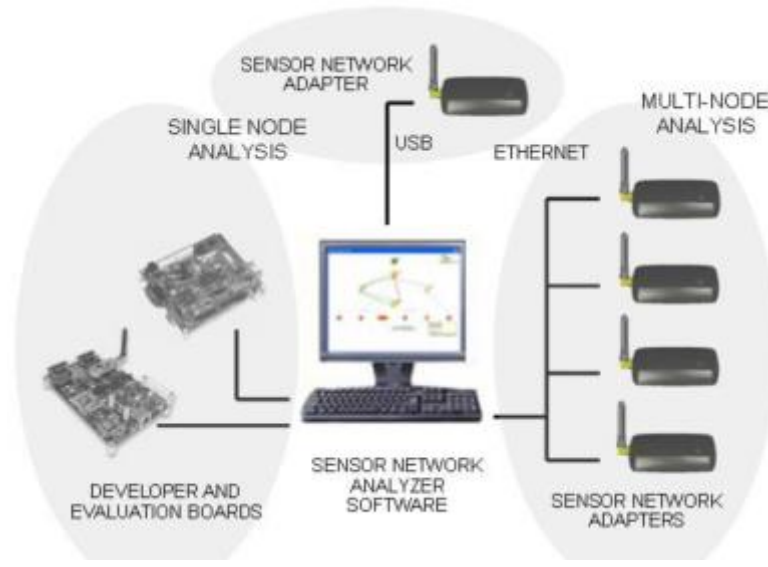 SENSOR NETWORK
ADAPTER
SINGLE NODE
ANALYSIS
USB
ETHERNET
MULTI-NODE
ANALYSIS
DEVELOPER AND
EVALUATION BOARDS
SENSOR NETWORK
ANALYZER
SOFTWARE
SENSOR NETWORK
ADAPTERS